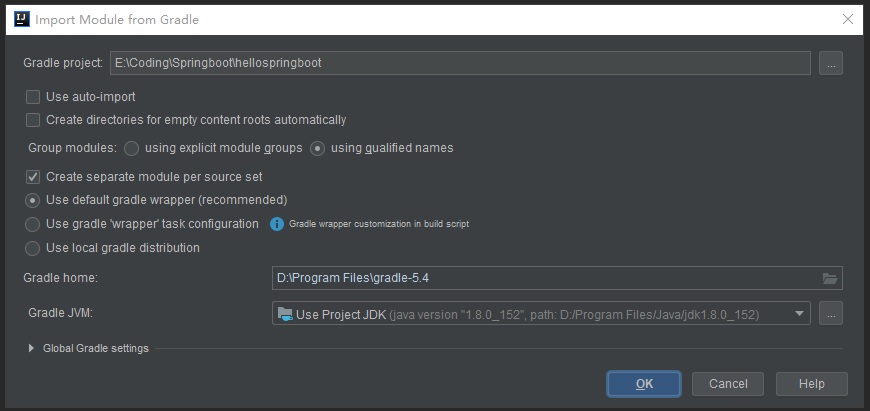 Import Module from Gradle
Gradle project: E:\Coding\Springboot\hellospringboot ...
Use auto-import
Create directories for empty content roots automatically
Group modules: using explicit module groups using qualified names
Create separate module per source set
Use default gradle wrapper (recommended)
Use gradle 'wrapper' task configuration Gradle wrapper customization in build script
Use local gradle distribution
Gradle home: D:\Program Files\gradle-5.4
Gradle JVM: Use Project JDK (java version "1.8.0_152", path: D:/Program Files/Java/jdk1.8.0_152) ...
Global Gradle settings
OK Cancel Help